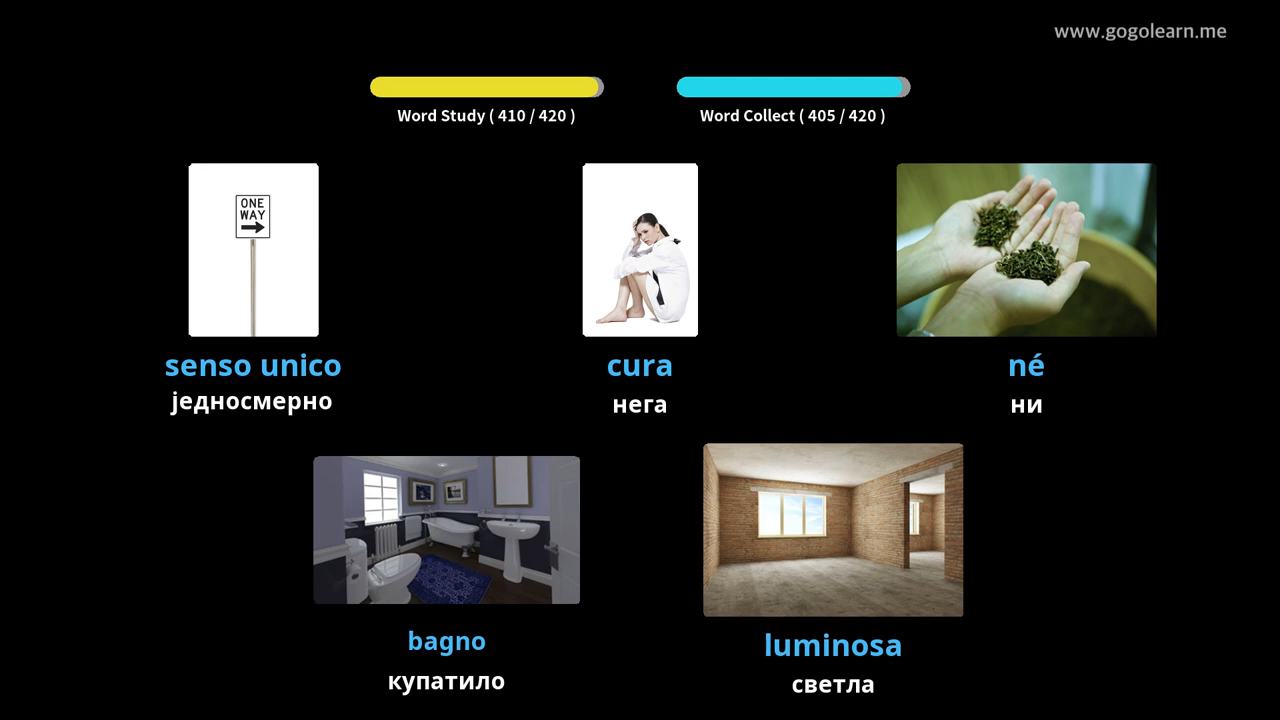 www.gogolearn.me
Word Study ( 410 / 420 )
Word Collect ( 405 / 420 )
ONE
WAY
senso unico
једносмерно
cura
нега
né
ни
bagno
купатило
luminosa
светла